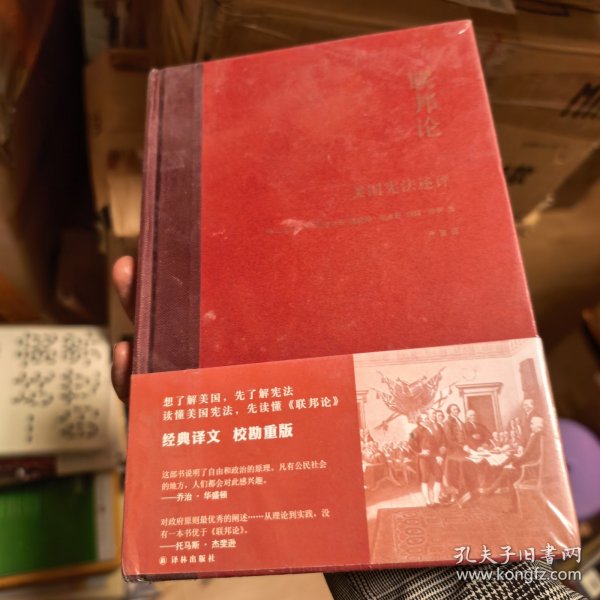 联邦论
美国宪法述评
尹宣 译
想了解美国，先了解宪法
读懂美国宪法，先读懂《联邦论》
经典译文 校勘重版
这部书说明了自由和政治的原理。凡有公民社会
的地方，人们都会对此感兴趣。
——乔治·华盛顿
对政府原则最优秀的阐述……从理论到实践，没
有一本书优于《联邦论》。
——托马斯·杰斐逊
译林出版社
孔夫子旧书网
www.kongfz.com